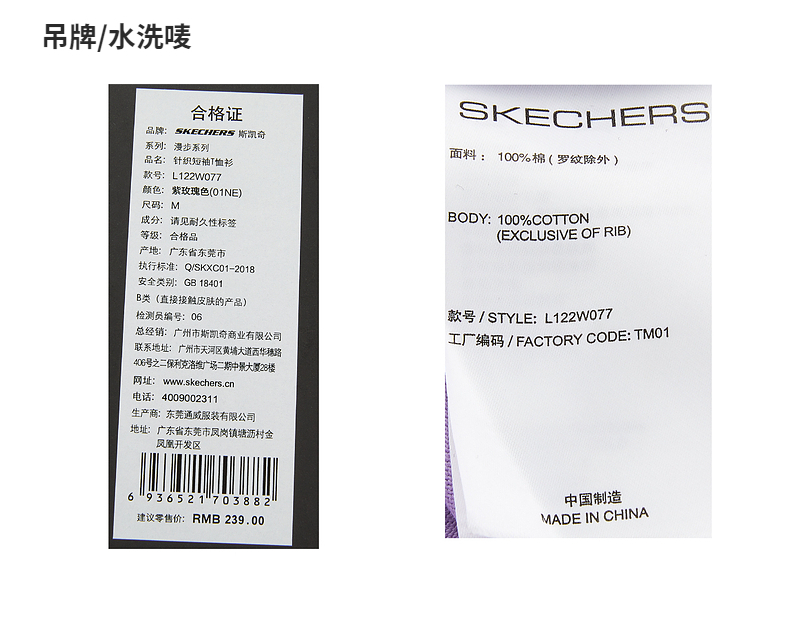 吊牌/水洗唛
合格证
品牌： SKECHERS 斯凯奇
系列： 漫步系列
品名： 针织短袖T恤衫
款号： L122W077
颜色： 紫玫瑰色(01NE)
尺码： M
成分： 请见耐久性标签
等级： 合格品
产地： 广东省东莞市
执行标准： Q/SKXC01-2018
安全类别： GB 18401
B类（直接接触皮肤的产品）
检测员编号： 06
总经销： 广州市斯凯奇商业有限公司
联系地址： 广州市天河区黄埔大道西华穗路
406号之二保利克洛维广场二期中景大厦28楼
网址： www.skechers.cn
电话： 4009002311
生产商： 东莞通威服装有限公司
地址： 广东省东莞市凤岗镇塘沥村金
凤凰开发区
6 936521 703882
建议零售价： RMB 239.00
SKECHERS
面料： 100%棉 ( 罗纹除外 )
BODY: 100%COTTON
(EXCLUSIVE OF RIB)
款号 / STYLE: L122W077
工厂编码 / FACTORY CODE: TM01
中国制造
MADE IN CHINA